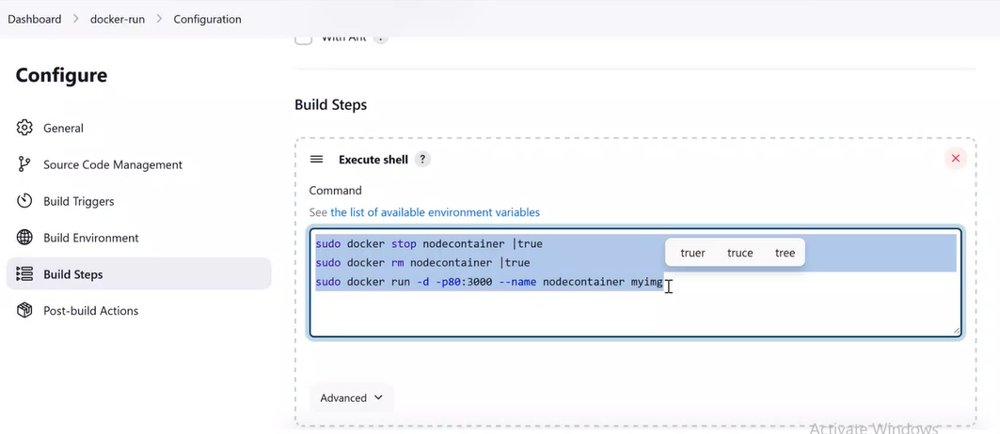 Dashboard > docker-run > Configuration
With Ant ?
Configure
General
Source Code Management
Build Triggers
Build Environment
Build Steps
Post-build Actions
Build Steps
Execute shell ?
Command
See the list of available environment variables
sudo docker stop nodecontainer |true
sudo docker rm nodecontainer |true
sudo docker run -d -p80:3000 --name nodecontainer myimg
truer truce tree
Advanced
Activate Windows